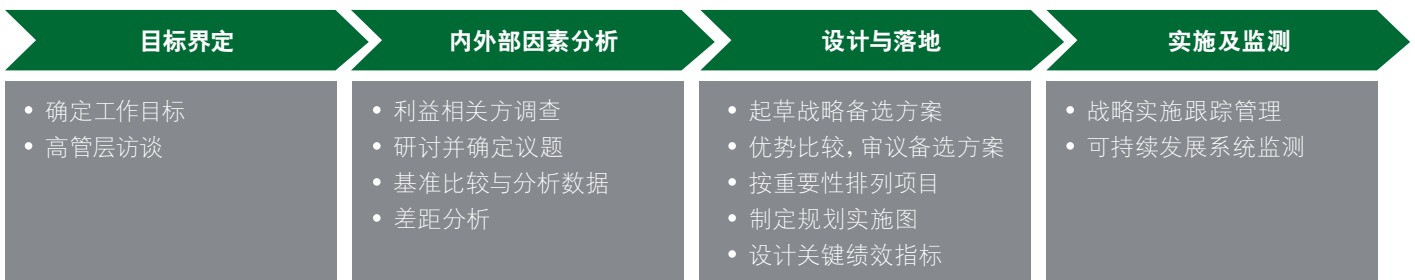 目标界定
• 确定工作目标
• 高管层访谈
内外部因素分析
• 利益相关方调查
• 研讨并确定议题
• 基准比较与分析数据
• 差距分析
设计与落地
• 起草战略备选方案
• 优势比较，审议备选方案
• 按重要性排列项目
• 制定规划实施图
• 设计关键绩效指标
实施及监测
• 战略实施跟踪管理
• 可持续发展系统监测